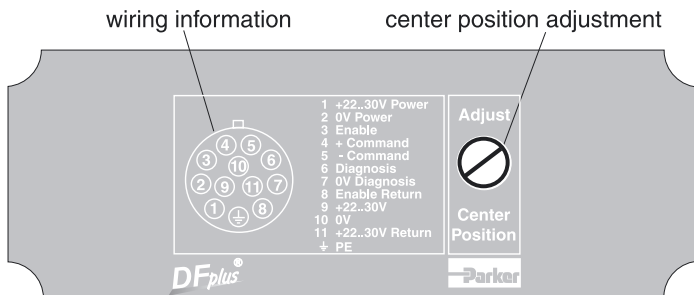 wiring information
center position adjustment
1 +22..30V Power
2 0V Power
3 Enable
4 + Command
5 - Command
6 Diagnosis
7 0V Diagnosis
8 Enable Return
9 +22..30V
10 0V
11 +22..30V Return
⏚ PE
4 5
3 10 6
2 9 11 7
1 8
Adjust
Center
Position
DFplus®
Parker